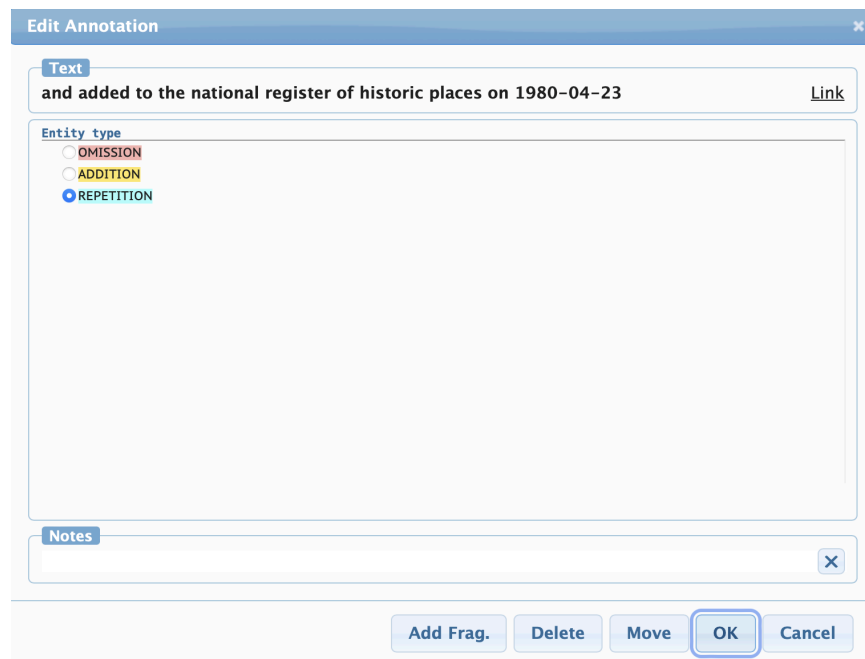 Edit Annotation
Text
and added to the national register of historic places on 1980-04-23 Link
Entity type
OMISSION
ADDITION
REPETITION
Notes
Add Frag. Delete Move OK Cancel